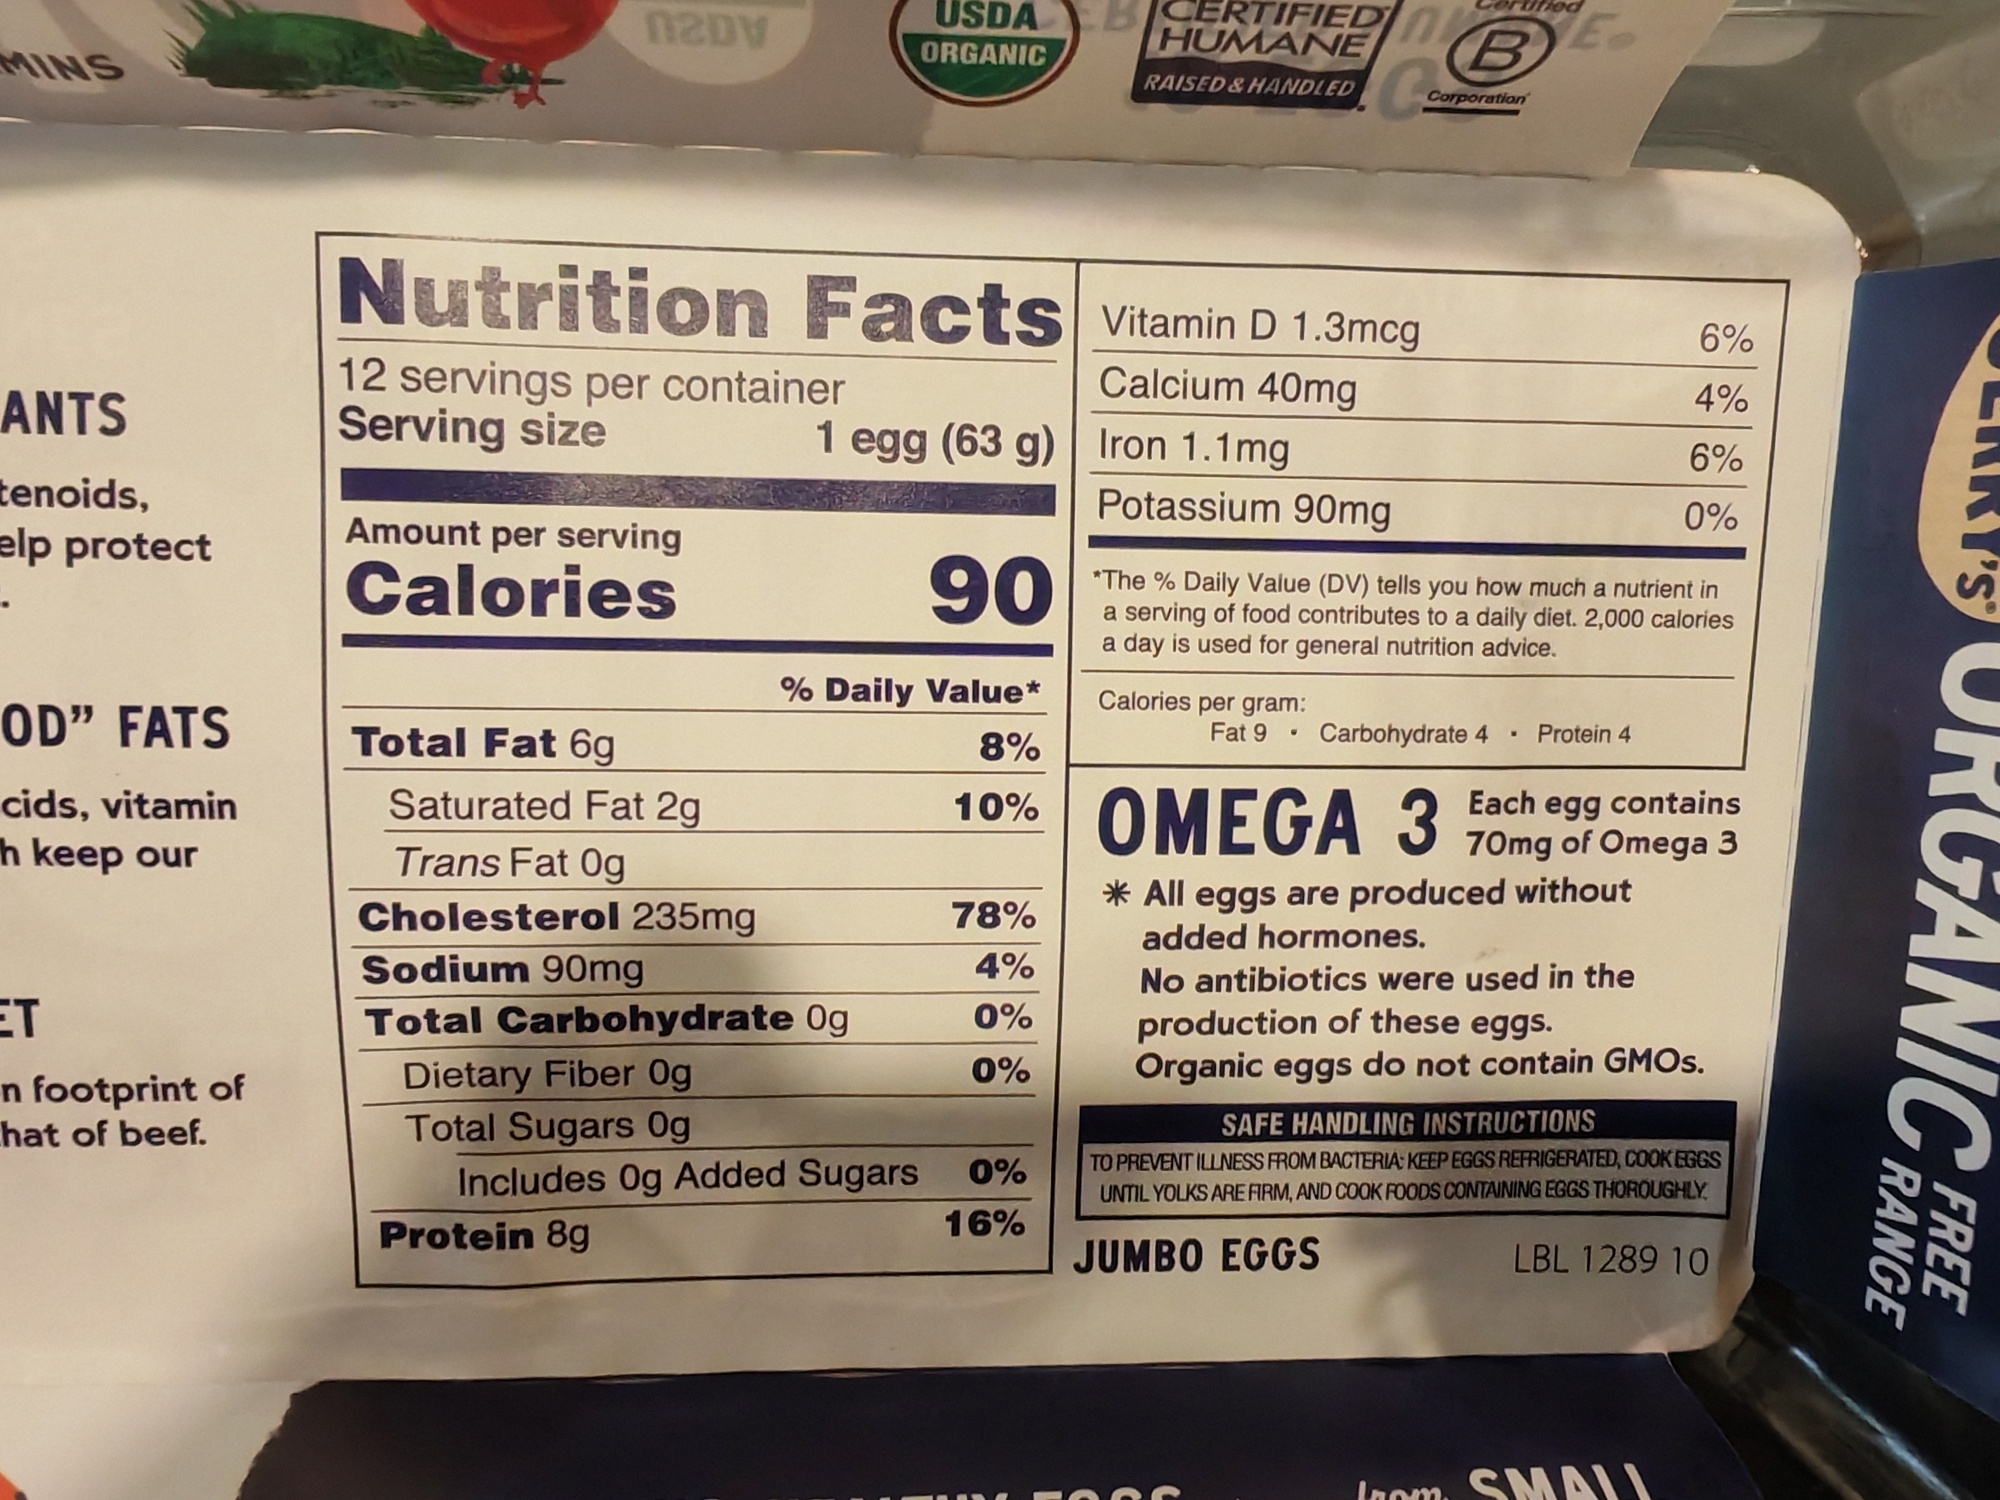 MINS
USDA
ORGANIC
CERTIFIED
HUMANE
RAISED & HANDLED
Certified
B
Corporation
ANTS
tenoids,
elp protect
OD” FATS
cids, vitamin
h keep our
ET
n footprint of
hat of beef.
Nutrition Facts
12 servings per container
Serving size 1 egg (63 g)
Amount per serving
Calories 90
% Daily Value*
Total Fat 6g 8%
Saturated Fat 2g 10%
Trans Fat 0g
Cholesterol 235mg 78%
Sodium 90mg 4%
Total Carbohydrate 0g 0%
Dietary Fiber 0g 0%
Total Sugars 0g
Includes 0g Added Sugars 0%
Protein 8g 16%
Vitamin D 1.3mcg 6%
Calcium 40mg 4%
Iron 1.1mg 6%
Potassium 90mg 0%
*The % Daily Value (DV) tells you how much a nutrient in
a serving of food contributes to a daily diet. 2,000 calories
a day is used for general nutrition advice.
Calories per gram:
Fat 9 • Carbohydrate 4 • Protein 4
OMEGA 3
Each egg contains
70mg of Omega 3
* All eggs are produced without
added hormones.
No antibiotics were used in the
production of these eggs.
Organic eggs do not contain GMOs.
SAFE HANDLING INSTRUCTIONS
TO PREVENT ILLNESS FROM BACTERIA: KEEP EGGS REFRIGERATED, COOK EGGS
UNTIL YOLKS ARE FIRM, AND COOK FOODS CONTAINING EGGS THOROUGHLY.
JUMBO EGGS LBL 1289 10
ORGANIC
FREE
RANGE
from SMALL